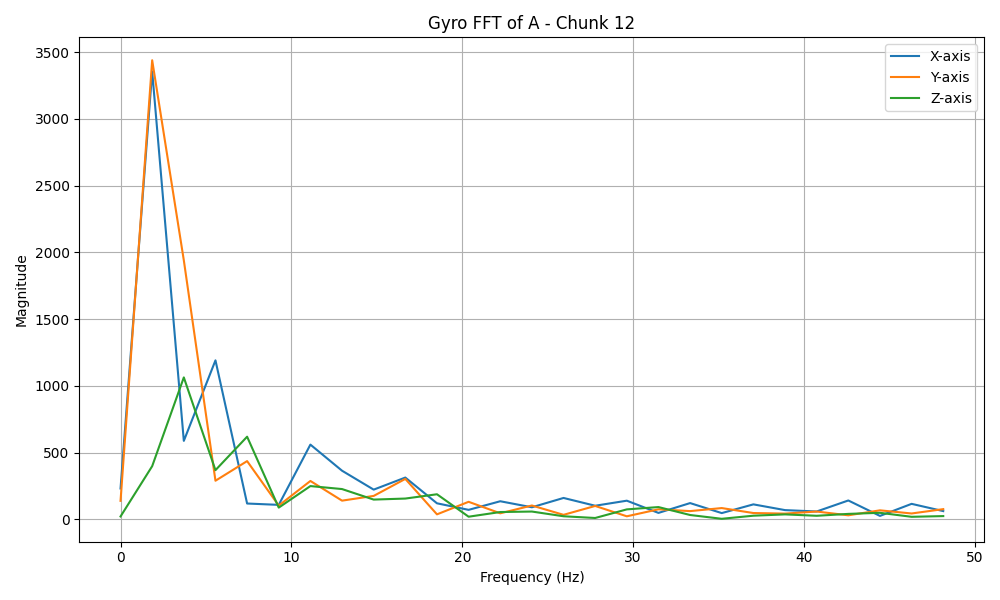 Gyro FFT of A - Chunk 12
X-axis
Y-axis
Z-axis
Magnitude
3500
3000
2500
2000
1500
1000
500
0
0 10 20 30 40 50
Frequency (Hz)